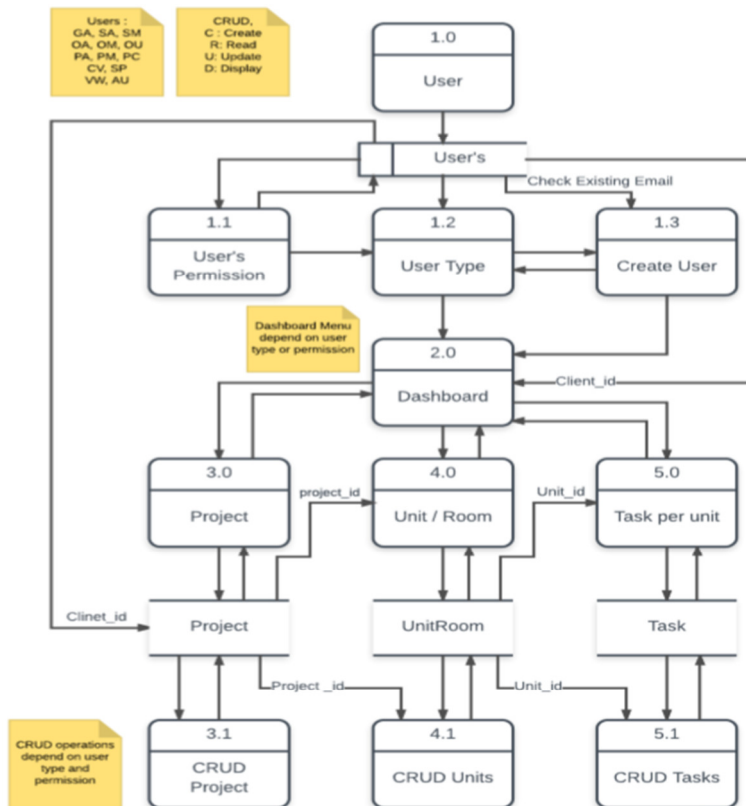 Users :
GA, SA, SM
OA, OM, OU
PA, PM, PC
CV, SP
VW, AU
CRUD,
C : Create
R: Read
U: Update
D: Display
1.0
User
User's
Check Existing Email
1.1
User's
Permission
1.2
User Type
1.3
Create User
Dashboard Menu
depend on user
type or permission
2.0
Dashboard
Client_id
3.0
Project
project_id
4.0
Unit / Room
Unit_id
5.0
Task per unit
Clinet_id
Project
UnitRoom
Task
Project _id
Unit_id
CRUD operations
depend on user
type and
permission
3.1
CRUD
Project
4.1
CRUD Units
5.1
CRUD Tasks